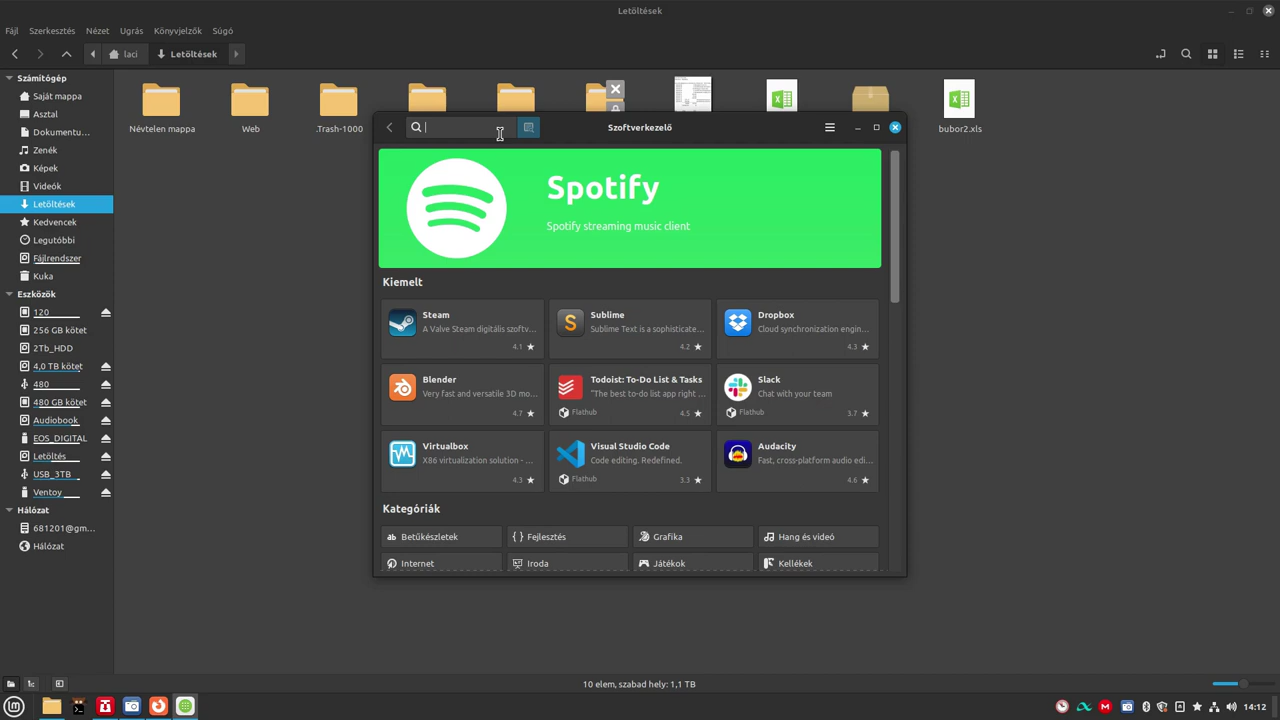 Letöltések
Fájl Szerkesztés Nézet Ugrás Könyvjelzők Súgó
laci Letöltések
Számítógép
Saját mappa
Asztal
Dokumentu...
Zenék
Képek
Videók
Letöltések
Kedvencek
Legutóbbi
Fájlrendszer
Kuka
Eszközök
120
256 GB kötet
2Tb_HDD
4,0 TB kötet
480
480 GB kötet
Audiobook
EOS_DIGITAL
Letöltés
USB_3TB
Ventoy
Hálózat
681201@gm...
Hálózat
Névtelen mappa
Web
.Trash-1000
bubor2.xls
Szoftverkezelő
Spotify
Spotify streaming music client
Kiemelt
Steam
A Valve Steam digitális szoftv...
4.1 ★
Sublime
Sublime Text is a sophisticate...
4.2 ★
Dropbox
Cloud synchronization engin...
4.3 ★
Blender
Very fast and versatile 3D mo...
4.7 ★
Todoist: To-Do List & Tasks
"The best to-do list app right ...
Flathub 4.5 ★
Slack
Chat with your team
Flathub 3.7 ★
Virtualbox
X86 virtualization solution - ...
4.3 ★
Visual Studio Code
Code editing. Redefined.
Flathub 3.3 ★
Audacity
Fast, cross-platform audio edi...
4.6 ★
Kategóriák
ab Betűkészletek
{ } Fejlesztés
Grafika
Hang és videó
Internet
Iroda
Játékok
Kellékek
10 elem, szabad hely: 1,1 TB
14:12